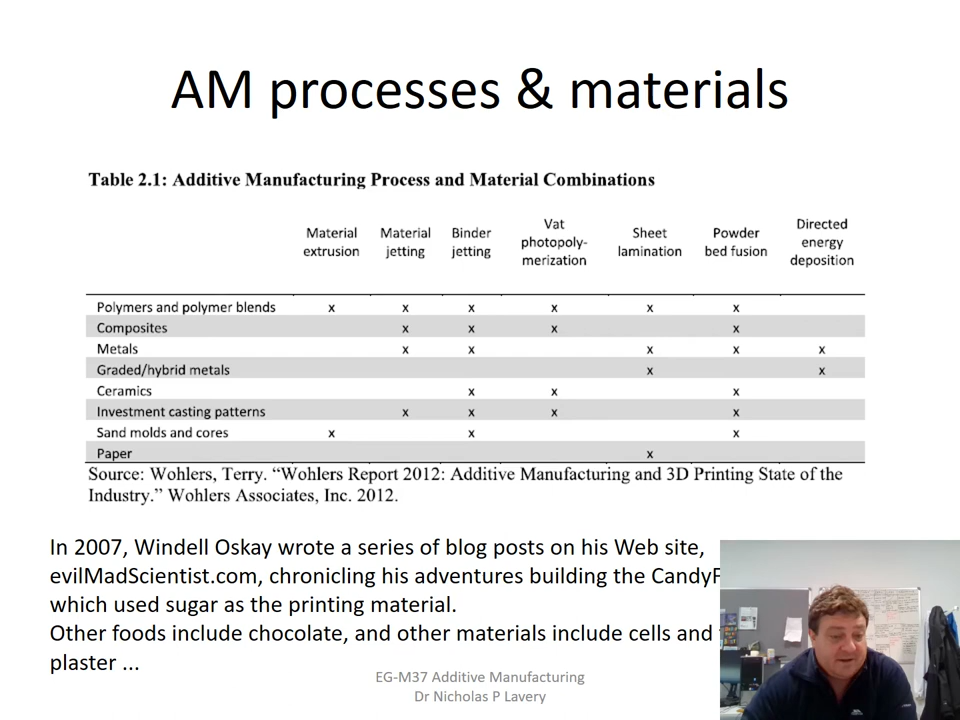 AM processes & materials
Table 2.1: Additive Manufacturing Process and Material Combinations
Material extrusion Material jetting Binder jetting Vat photopoly-merization Sheet lamination Powder bed fusion Directed energy deposition
Polymers and polymer blends x x x x x x
Composites x x x x
Metals x x x x x
Graded/hybrid metals x x
Ceramics x x x
Investment casting patterns x x x x
Sand molds and cores x x x
Paper x
Source: Wohlers, Terry. “Wohlers Report 2012: Additive Manufacturing and 3D Printing State of the
Industry.” Wohlers Associates, Inc. 2012.
In 2007, Windell Oskay wrote a series of blog posts on his Web site,
evilMadScientist.com, chronicling his adventures building the
which used sugar as the printing material.
Other foods include chocolate, and other materials include cells and
plaster ...
EG-M37 Additive Manufacturing
Dr Nicholas P Lavery